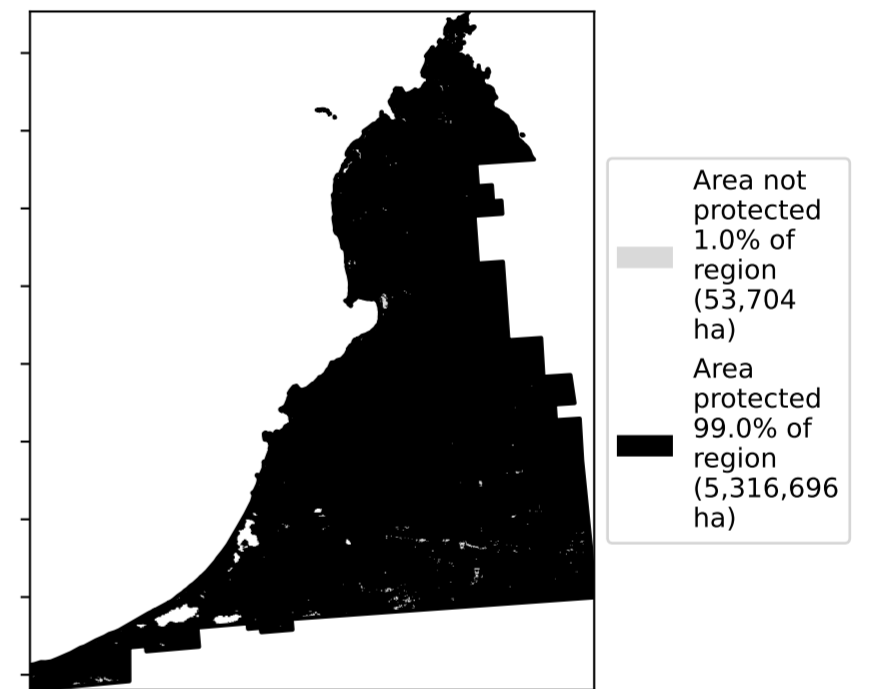 Area not
protected
1.0% of
region
(53,704
ha)
Area
protected
99.0% of
region
(5,316,696
ha)